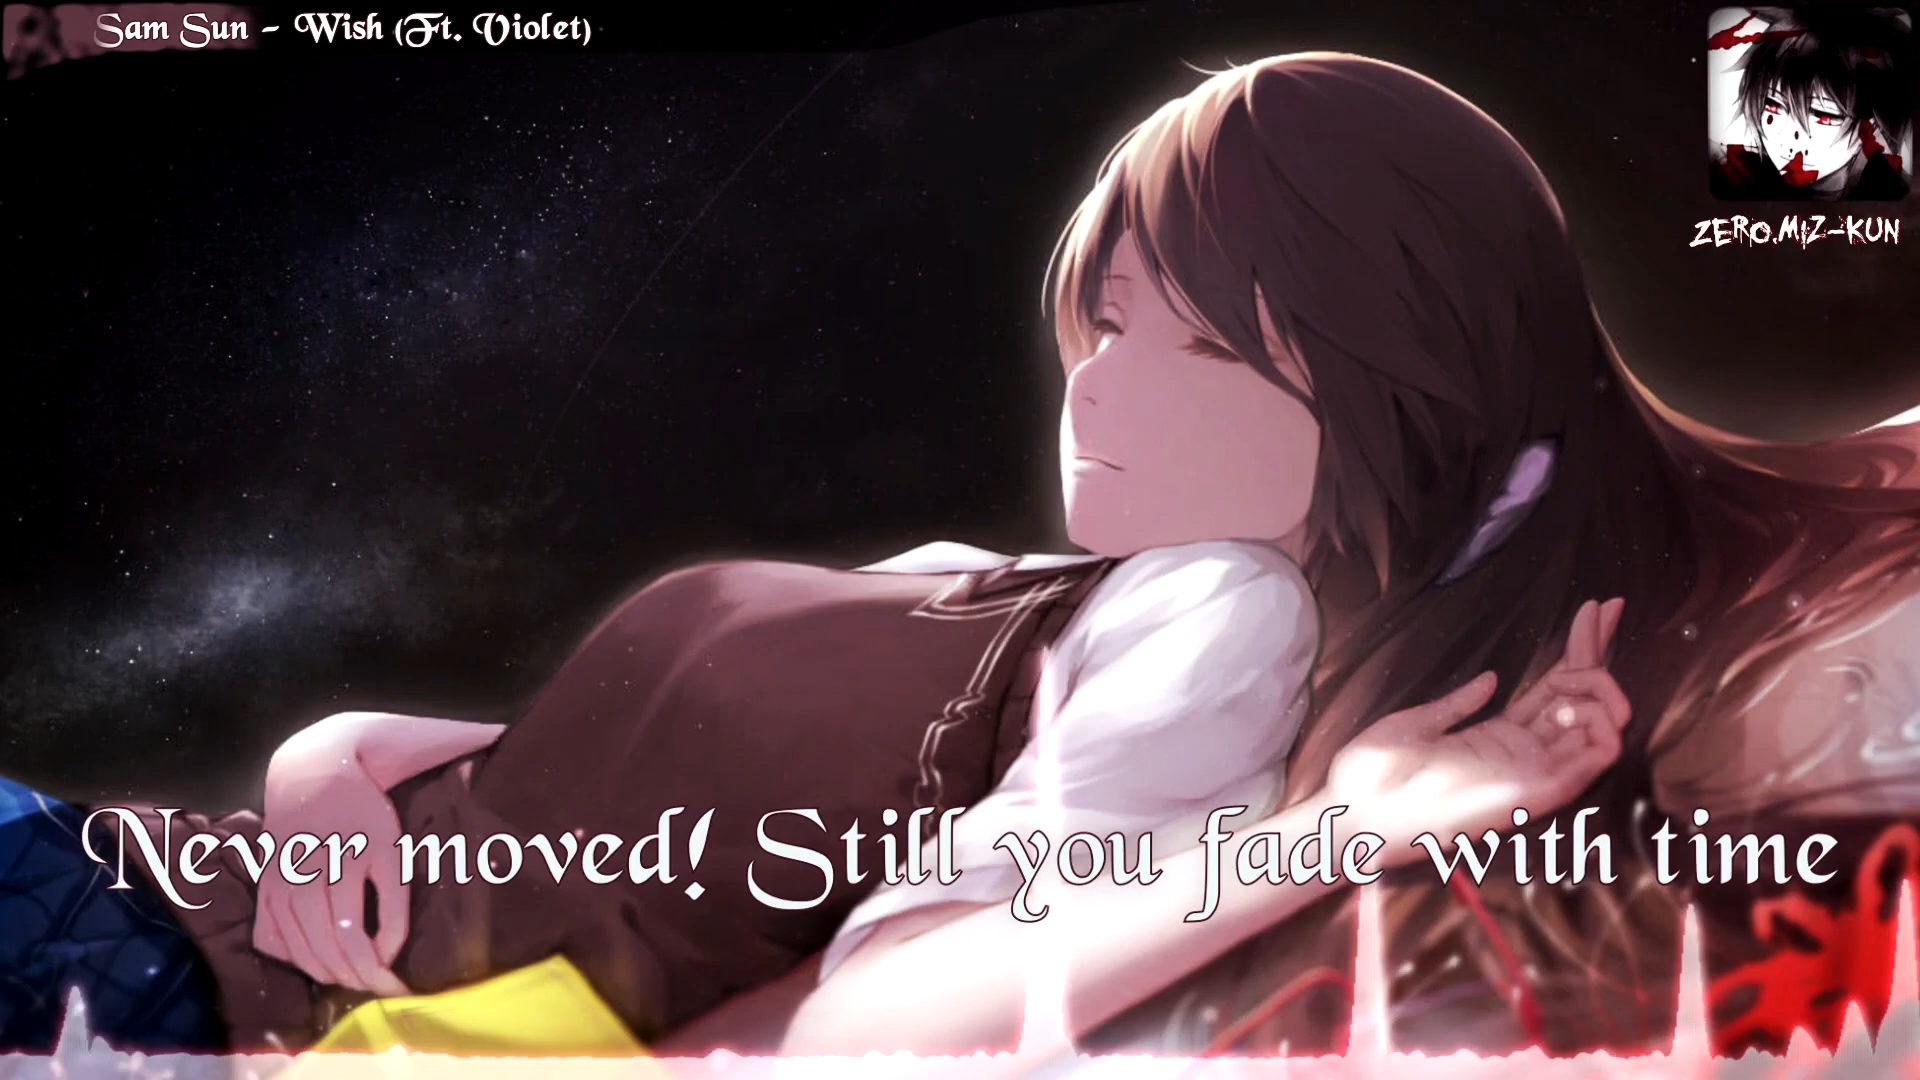 Sam Sun - Wish (Ft. Violet)
ZERO.MIZ-KUN
Never moved! Still you fade with time